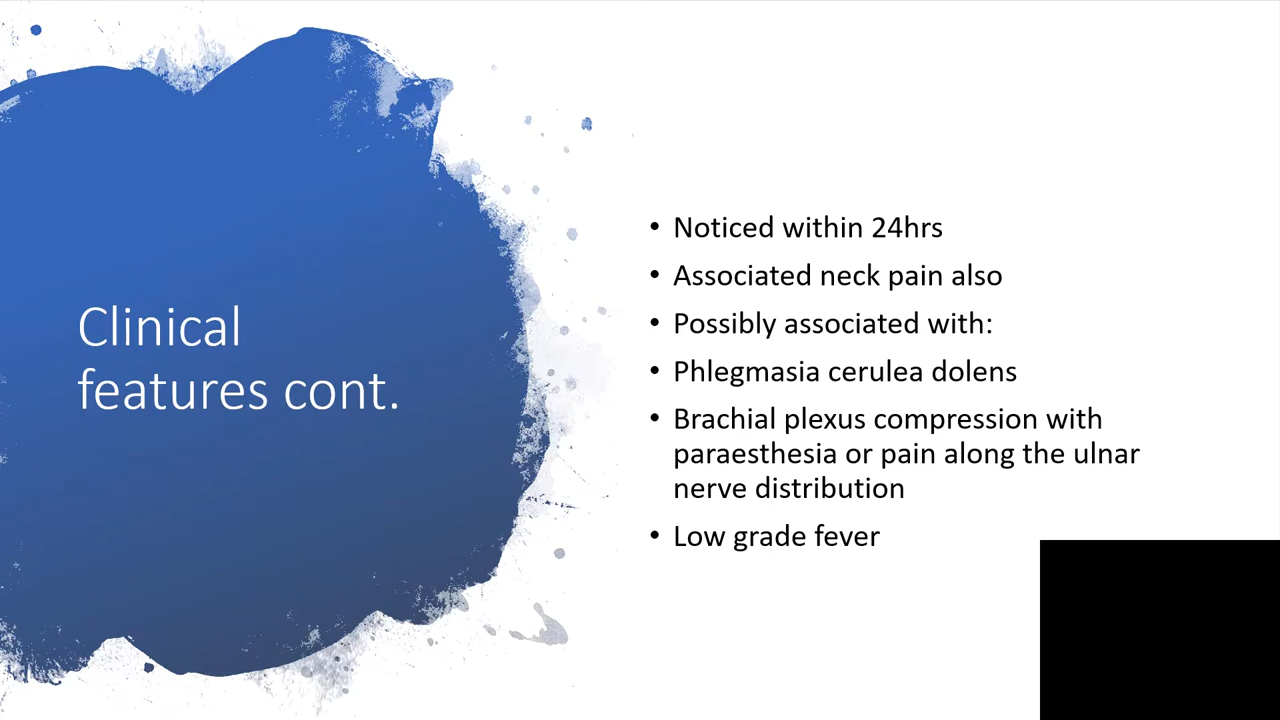 Clinical
features cont.
• Noticed within 24hrs
• Associated neck pain also
• Possibly associated with:
• Phlegmasia cerulea dolens
• Brachial plexus compression with
paraesthesia or pain along the ulnar
nerve distribution
• Low grade fever